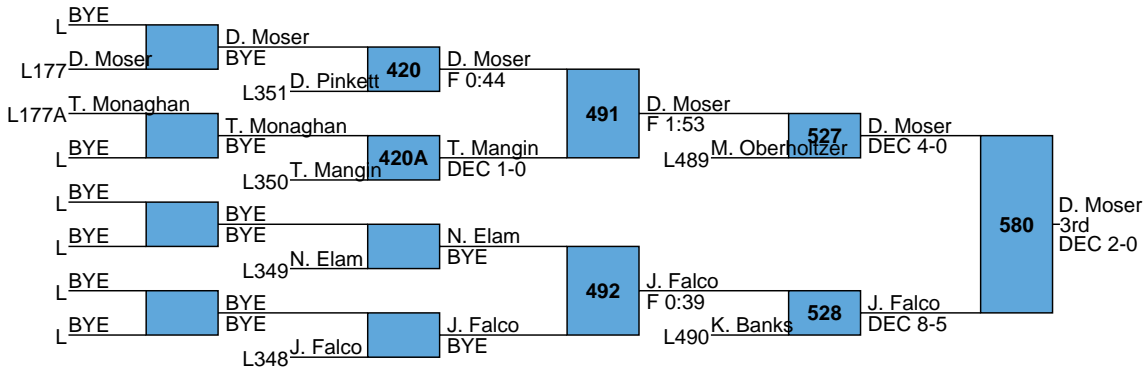 L BYE
L177 D. Moser
D. Moser
BYE
L351 D. Pinkett
420
D. Moser
F 0:44
L177A T. Monaghan
L BYE
T. Monaghan
BYE
L350 T. Mangin
420A
T. Mangin
DEC 1-0
491
D. Moser
F 1:53
L489 M. Oberholtzer
527
D. Moser
DEC 4-0
L BYE
L BYE
BYE
BYE
L349 N. Elam
N. Elam
BYE
L BYE
L BYE
BYE
BYE
L348 J. Falco
J. Falco
BYE
492
J. Falco
F 0:39
L490 K. Banks
528
J. Falco
DEC 8-5
580
D. Moser
3rd
DEC 2-0